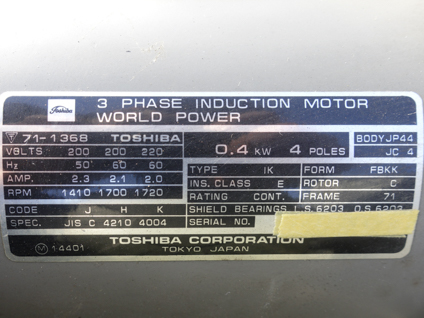 Toshiba
3 PHASE INDUCTION MOTOR
WORLD POWER
71-1368 TOSHIBA
VOLTS 200 200 220
Hz 50 60 60
AMP. 2.3 2.1 2.0
RPM 1410 1700 1720
CODE J H K
SPEC. JIS C 4210 4004
0.4 KW 4 POLES
BODY JP44
JC 4
TYPE IK FORM FBKK
INS. CLASS E ROTOR C
RATING CONT. FRAME 71
SHIELD BEARINGS L.S. 6203 O.S. 6203
SERIAL NO.
TOSHIBA CORPORATION
TOKYO JAPAN
M 14401